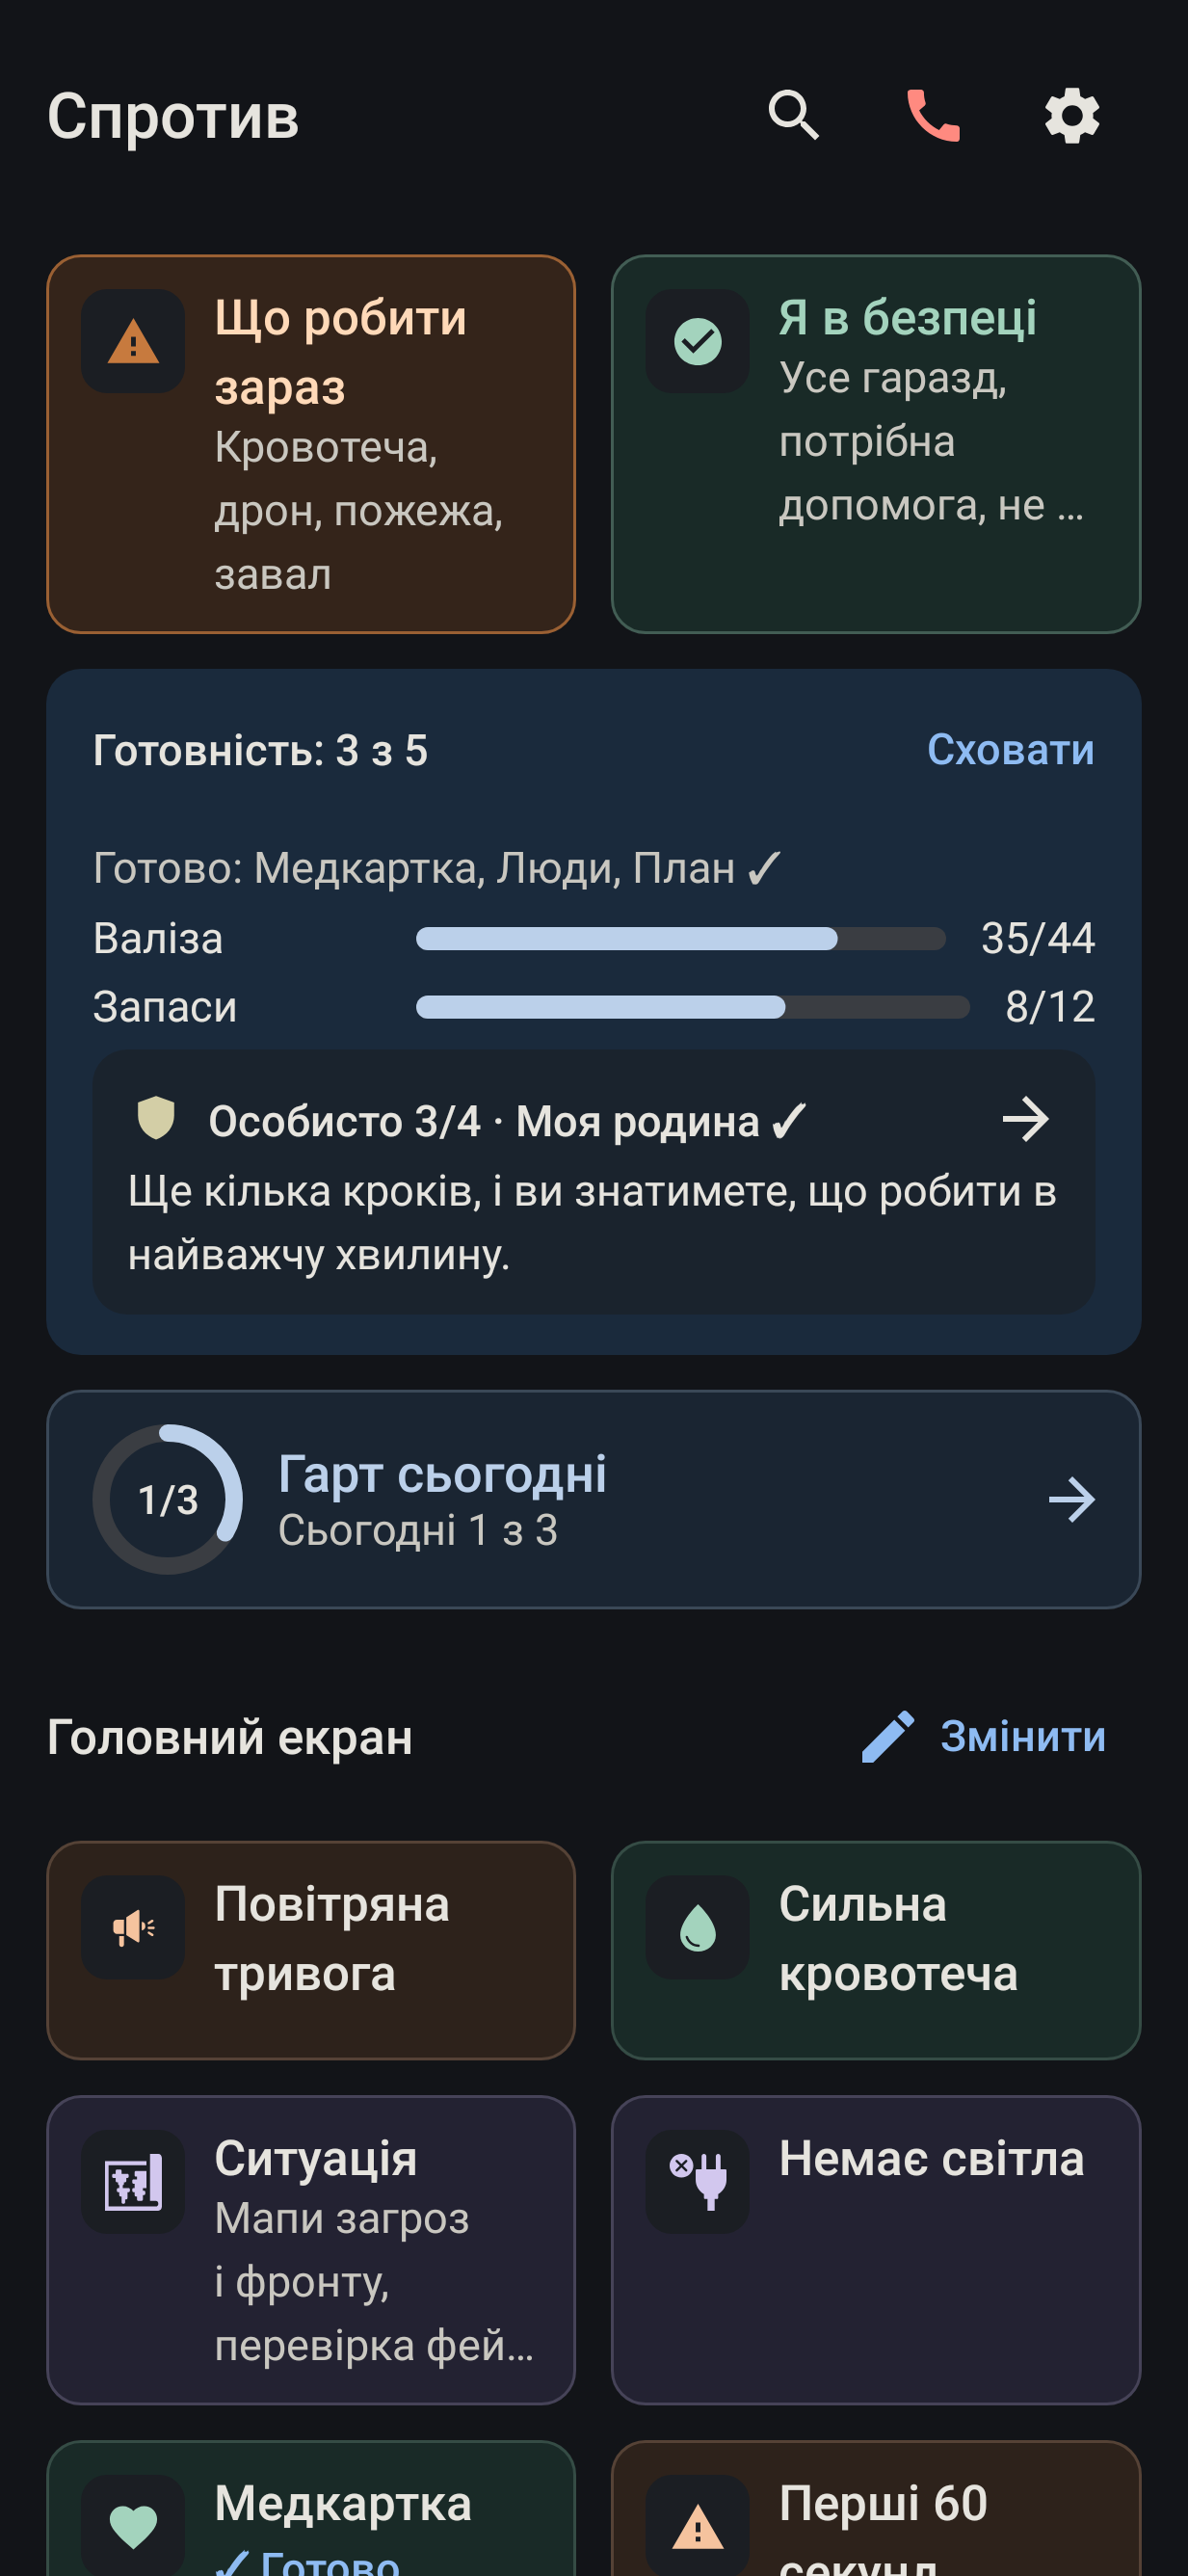 Спротив
Що робити
зараз
Кровотеча,
дрон, пожежа,
завал
Я в безпеці
Усе гаразд,
потрібна
допомога, не ...
Готовність: 3 з 5
Сховати
Готово: Медкартка, Люди, План ✓
Валіза
35/44
Запаси
8/12
Особисто 3/4 · Моя родина ✓
Ще кілька кроків, і ви знатимете, що робити в
найважчу хвилину.
1/3
Гарт сьогодні
Сьогодні 1 з 3
Головний екран
Змінити
Повітряна
тривога
Сильна
кровотеча
Ситуація
Мапи загроз
і фронту,
перевірка фей...
Немає світла
Медкартка
✓ Готово
Перші 60
секунд